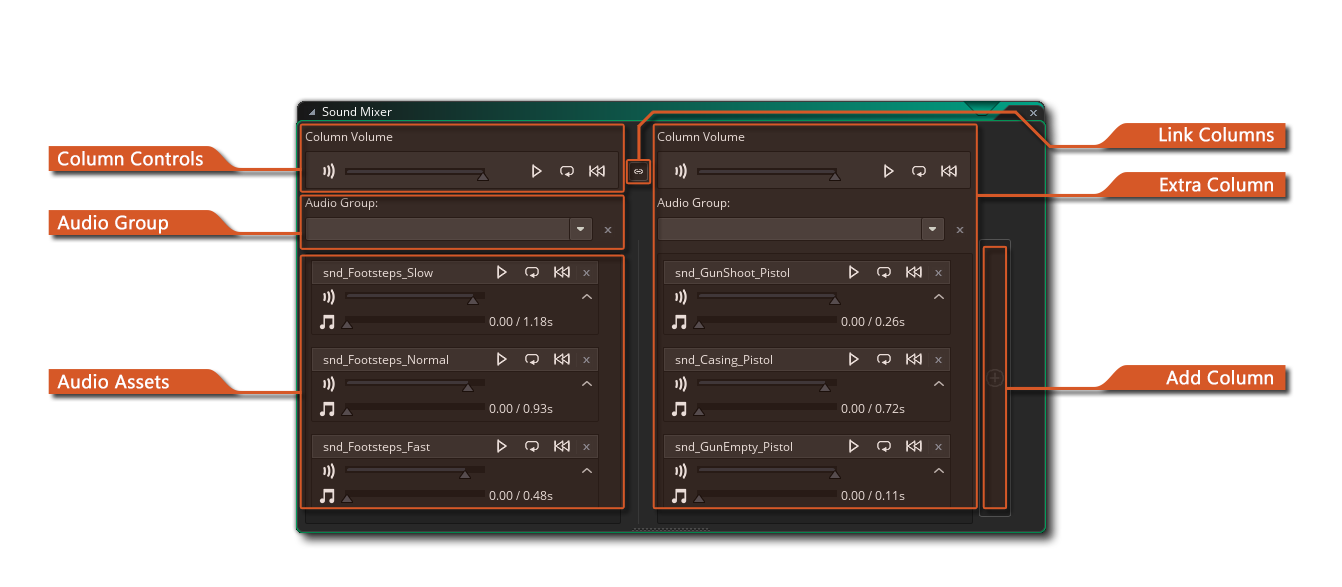 Sound Mixer
Column Volume
Audio Group:
snd_Footsteps_Slow
0.00 / 1.18s
snd_Footsteps_Normal
0.00 / 0.93s
snd_Footsteps_Fast
0.00 / 0.48s
Column Volume
Audio Group:
snd_GunShoot_Pistol
0.00 / 0.26s
snd_Casing_Pistol
0.00 / 0.72s
snd_GunEmpty_Pistol
0.00 / 0.11s
Column Controls
Audio Group
Audio Assets
Link Columns
Extra Column
Add Column